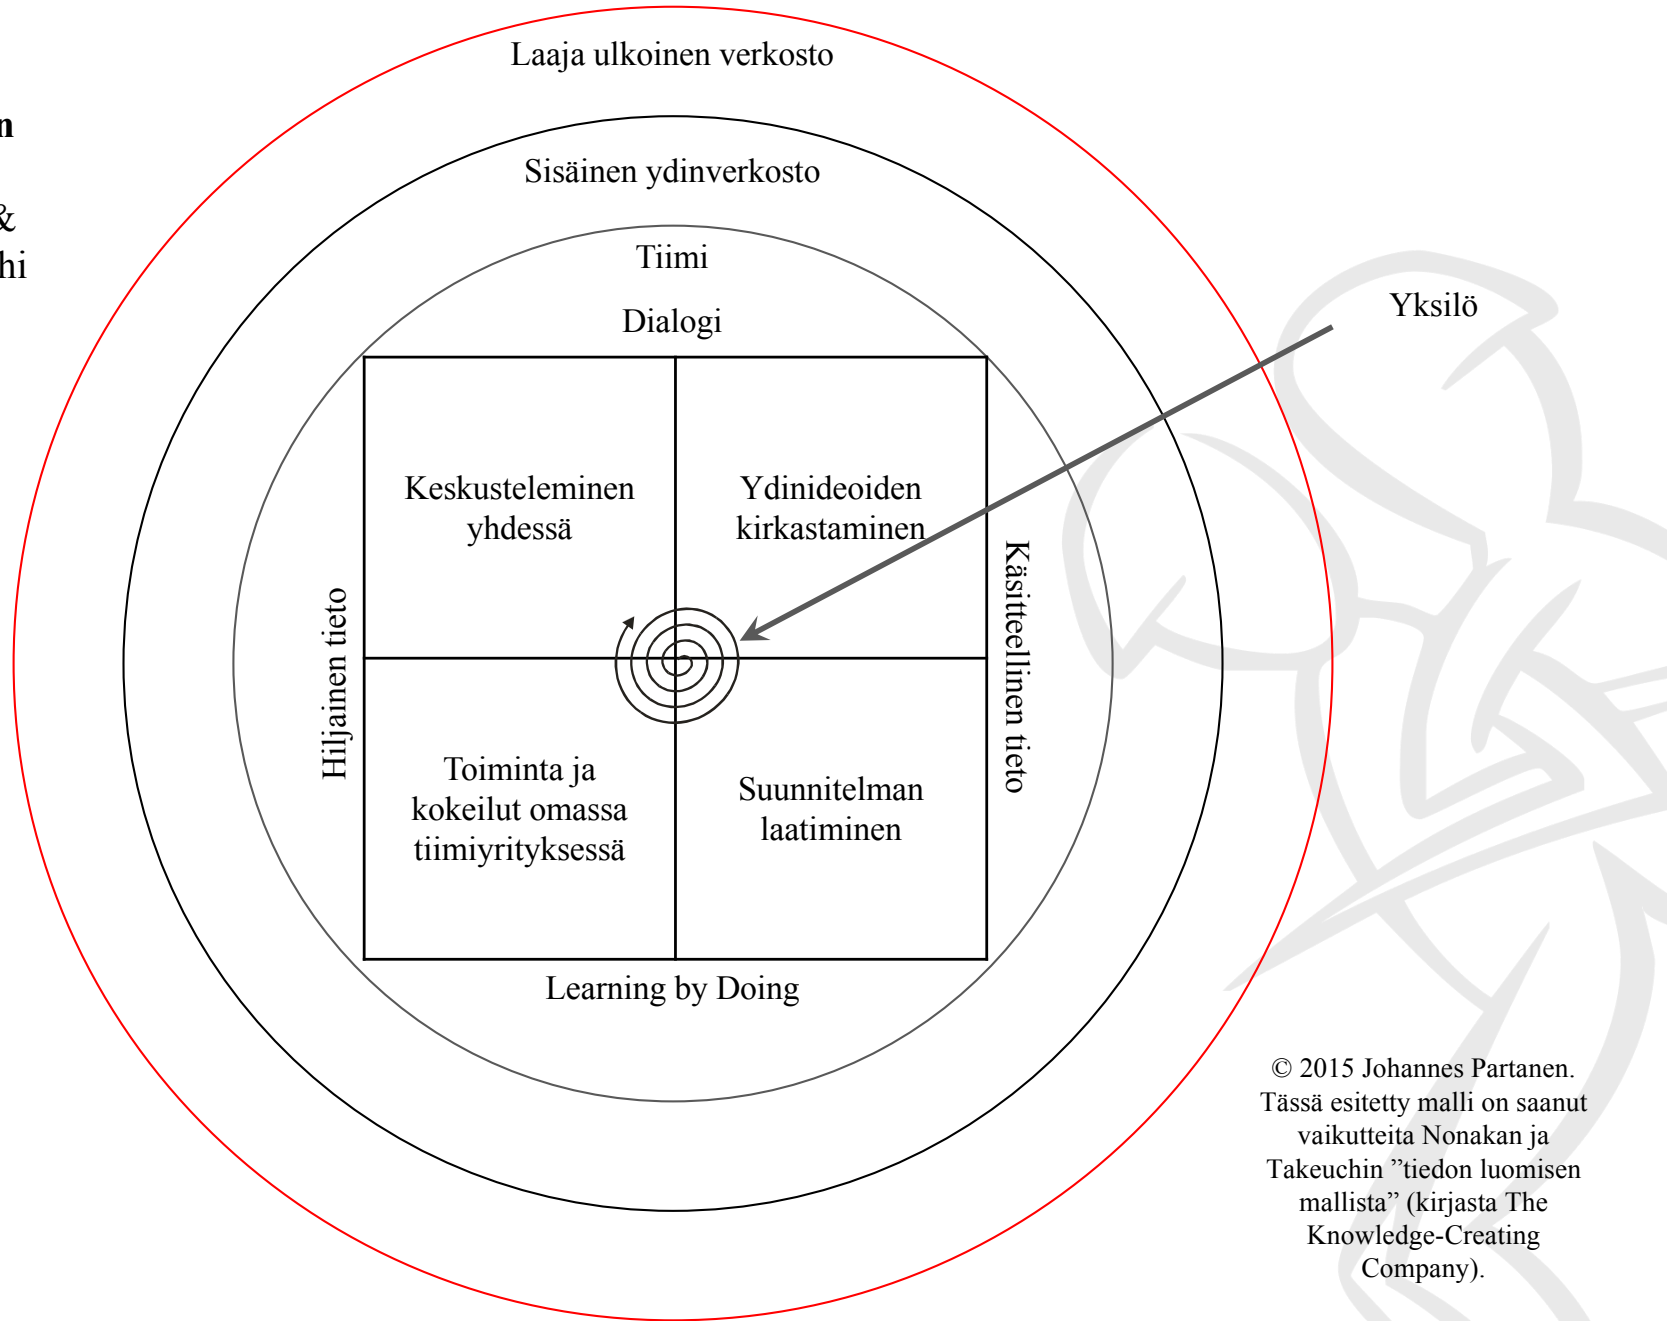 Laaja ulkoinen verkosto
n
Sisäinen ydinverkosto
&
hi
Tiimi
Dialogi
Yksilö
Keskusteleminen
yhdessä
Ydinideoiden
kirkastaminen
Hiljainen tieto
Käsitteellinen tieto
Toiminta ja
kokeilut omassa
tiimiyrityksessä
Suunnitelman
laatiminen
Learning by Doing
© 2015 Johannes Partanen.
Tässä esitetty malli on saanut
vaikutteita Nonakan ja
Takeuchin ”tiedon luomisen
mallista” (kirjasta The
Knowledge-Creating
Company).